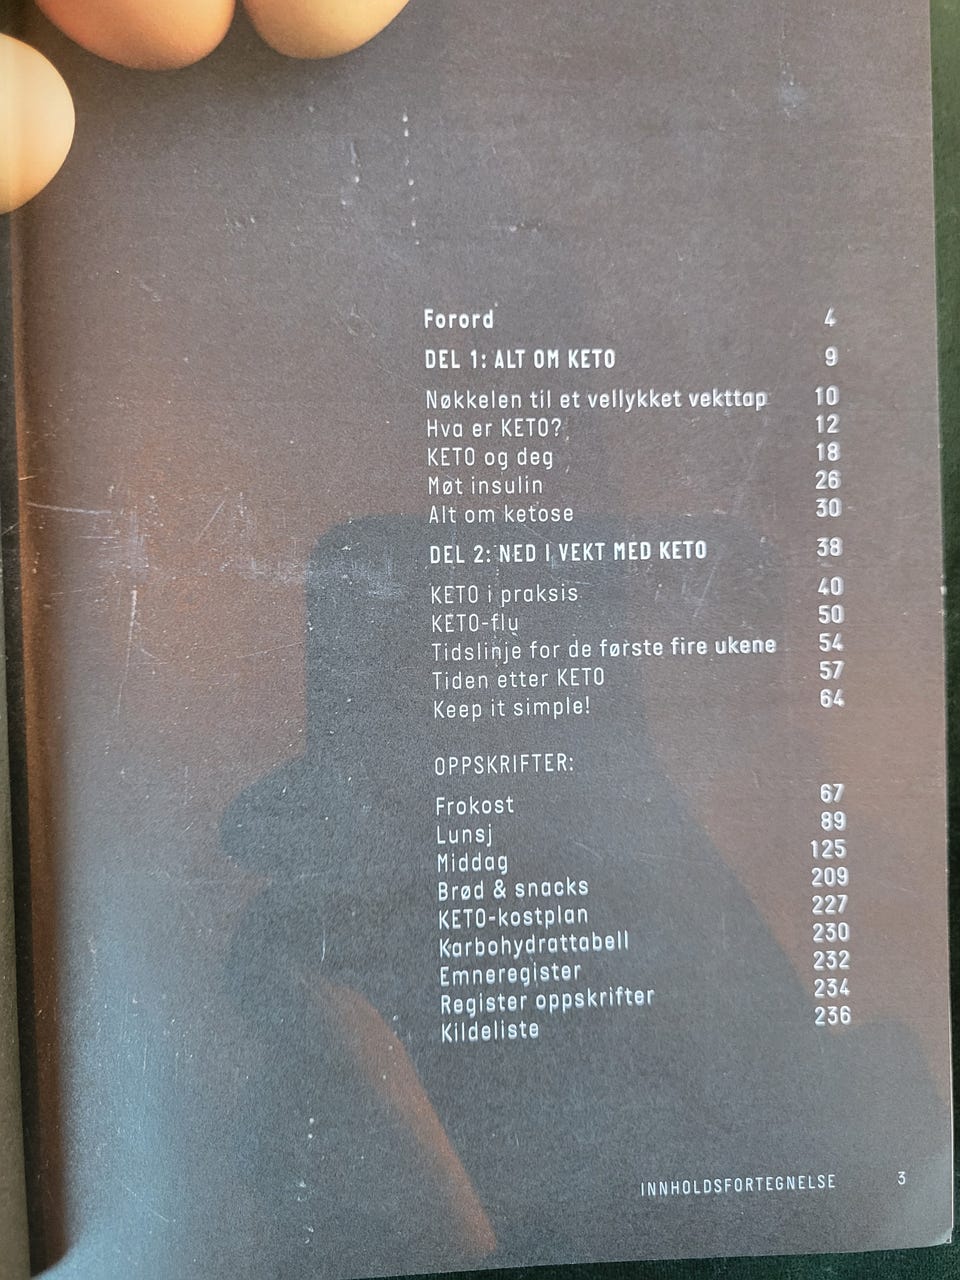 Forord 4
DEL 1: ALT OM KETO 9
Nøkkelen til et vellykket vekttap 10
Hva er KETO? 12
KETO og deg 18
Møt insulin 26
Alt om ketose 30
DEL 2: NED I VEKT MED KETO 38
KETO i praksis 40
KETO-flu 50
Tidslinje for de første fire ukene 54
Tiden etter KETO 57
Keep it simple! 64
OPPSKRIFTER:
Frokost 67
Lunsj 89
Middag 125
Brød & snacks 209
KETO-kostplan 227
Karbohydrattabell 230
Emneregister 232
Register oppskrifter 234
Kildeliste 236
INNHOLDSFORTEGNELSE 3